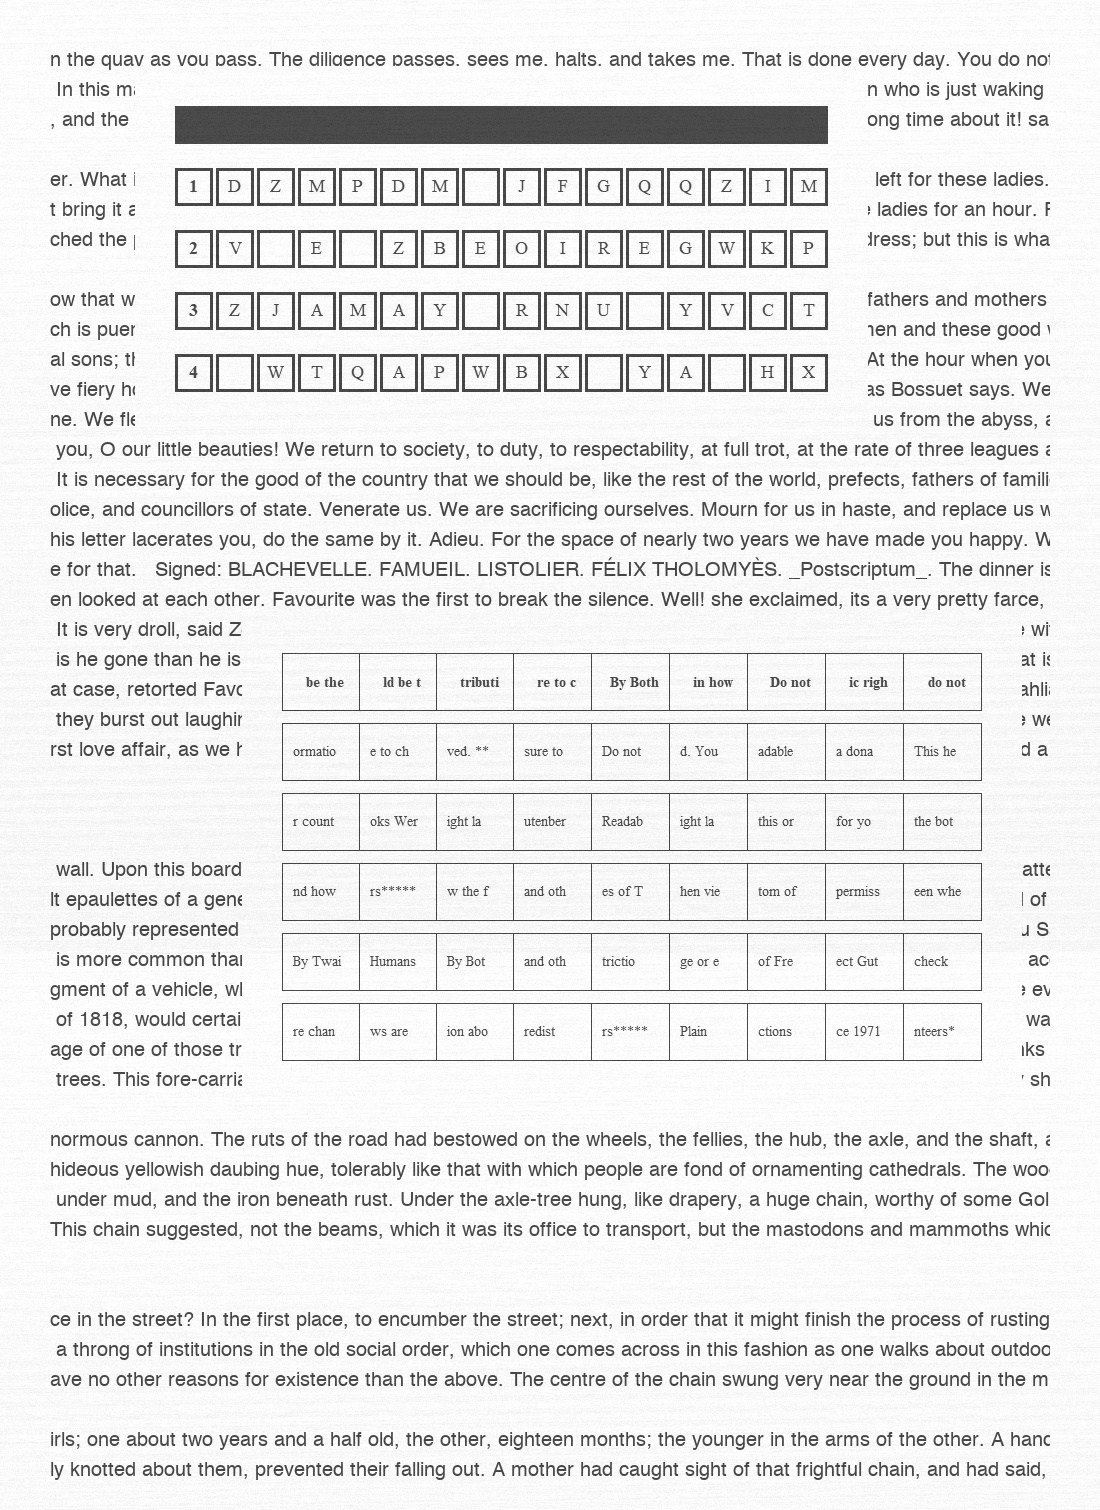 n the quay as you pass. The diligence passes, sees me, halts, and takes me. That is done every day. You do not
In this ma
n who is just waking
, and the
ong time about it! sa
1 D Z M P D M J F G Q Q Z I M
er. What i
left for these ladies.
t bring it a
ladies for an hour. F
2 V E Z B E O I R E G W K P
ched the
dress; but this is wha
ow that w
fathers and mothers
3 Z J A M A Y R N U Y V C T
ch is puer
men and these good
al sons; th
At the hour when you
4 W T Q A P W B X Y A H X
ve fiery ho
as Bossuet says. We
ne. We fle
us from the abyss, a
you, O our little beauties! We return to society, to duty, to respectability, at full trot, at the rate of three leagues a
It is necessary for the good of the country that we should be, like the rest of the world, prefects, fathers of famili
olice, and councillors of state. Venerate us. We are sacrificing ourselves. Mourn for us in haste, and replace us w
his letter lacerates you, do the same by it. Adieu. For the space of nearly two years we have made you happy. W
e for that. Signed: BLACHEVELLE. FAMUEIL. LISTOLIER. FÉLIX THOLOMYÈS. _Postscriptum_. The dinner is
en looked at each other. Favourite was the first to break the silence. Well! she exclaimed, its a very pretty farce,
It is very droll, said Z
wit
is he gone than he is
at is
be the ld be t tributi re to c By Both in how Do not ic righ do not
at case, retorted Favo
ahlia
they burst out laughin
we
rst love affair, as we h
d a
ormatio e to ch ved. ** sure to Do not d. You adable a dona This he
r count oks Wer ight la utenber Readab ight la this or for yo the bot
wall. Upon this board
atte
lt epaulettes of a gene
of
nd how rs***** w the f and oth es of T hen vie tom of permiss een whe
probably represented
u S
is more common than
ac
By Twai Humans By Bot and oth trictio ge or e of Fre ect Gut check
gment of a vehicle, wh
ev
of 1818, would certai
wa
re chan ws are ion abo redist rs***** Plain ctions ce 1971 nteers*
age of one of those tr
nks
trees. This fore-carria
sh
normous cannon. The ruts of the road had bestowed on the wheels, the fellies, the hub, the axle, and the shaft, a
hideous yellowish daubing hue, tolerably like that with which people are fond of ornamenting cathedrals. The woo
under mud, and the iron beneath rust. Under the axle-tree hung, like drapery, a huge chain, worthy of some Gol
This chain suggested, not the beams, which it was its office to transport, but the mastodons and mammoths whic
ce in the street? In the first place, to encumber the street; next, in order that it might finish the process of rusting
a throng of institutions in the old social order, which one comes across in this fashion as one walks about outdoo
ave no other reasons for existence than the above. The centre of the chain swung very near the ground in the m
irls; one about two years and a half old, the other, eighteen months; the younger in the arms of the other. A hand
ly knotted about them, prevented their falling out. A mother had caught sight of that frightful chain, and had said,